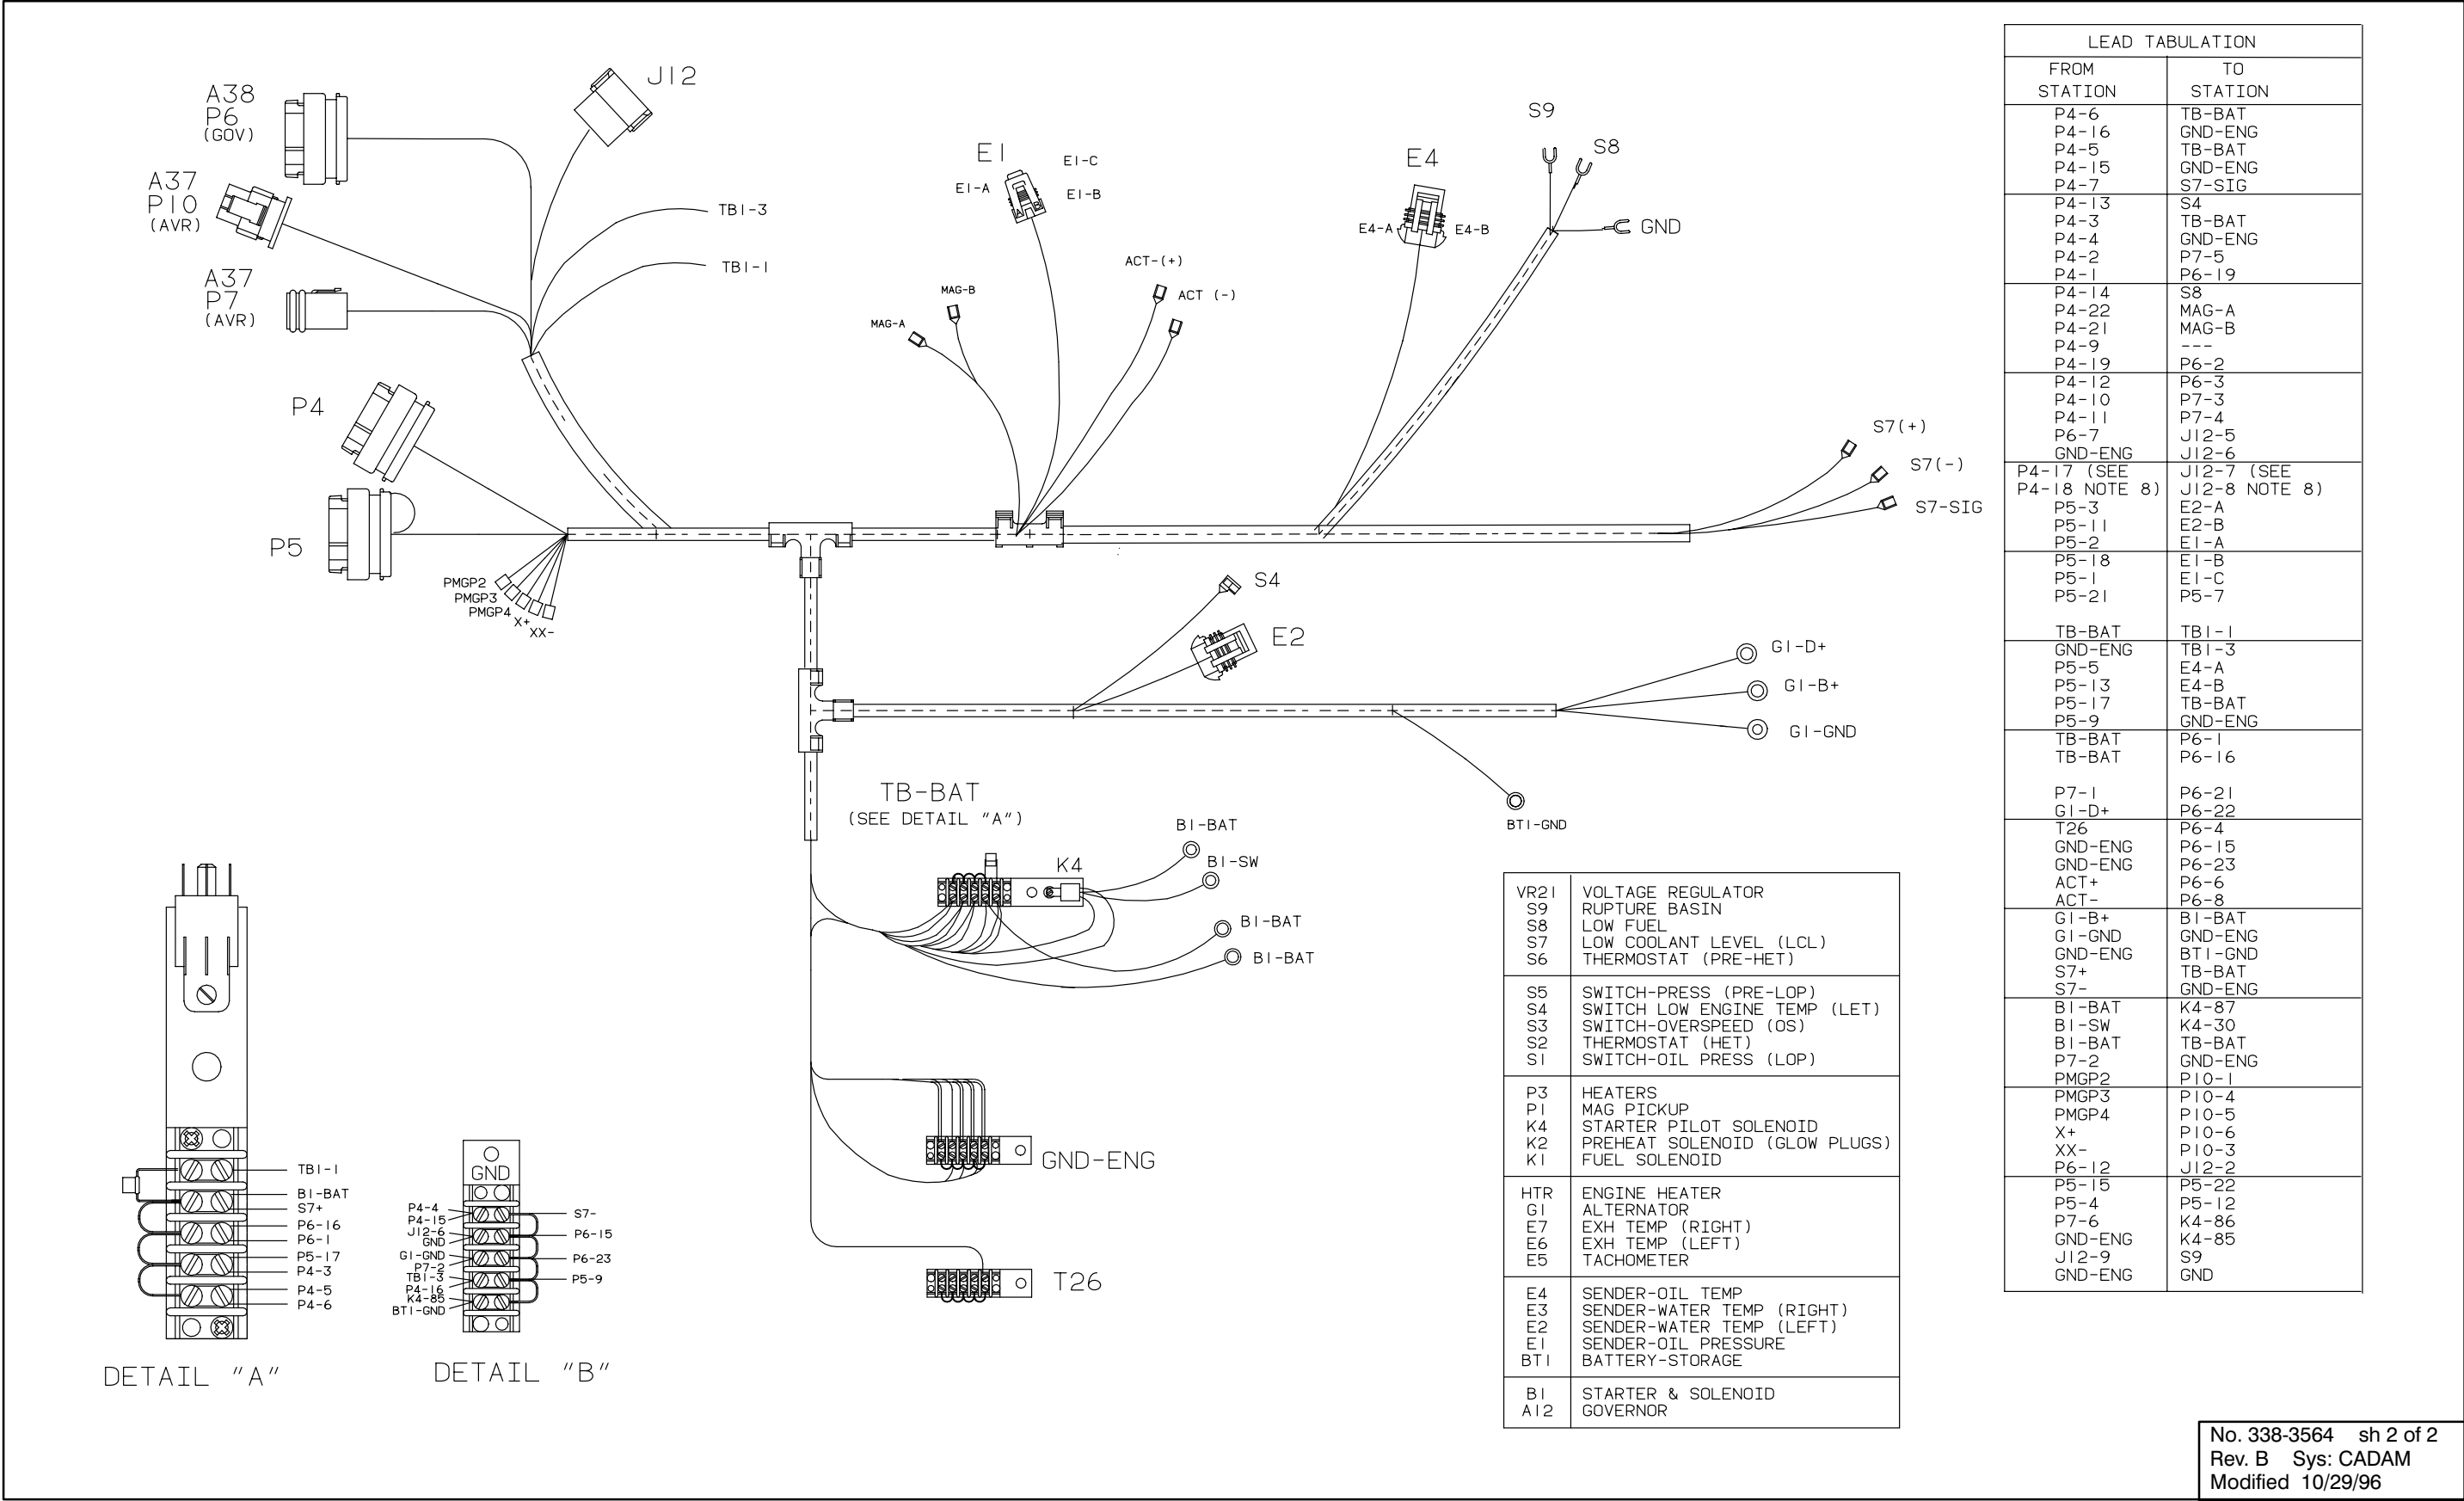 A38
P6
(GOV)
J12
A37
P10
(AVR)
TB1-3
TB1-1
A37
P7
(AVR)
P4
P5
PMGP2
PMGP3
PMGP4
X+
XX-
E1
E1-C
E1-A
E1-B
MAG-B
MAG-A
ACT-(+)
ACT (-)
E4
E4-A
E4-B
S9
S8
GND
S7(+)
S7(-)
S7-SIG
S4
E2
G1-D+
G1-B+
G1-GND
BT1-GND
TB-BAT
(SEE DETAIL "A")
K4
B1-BAT
B1-SW
B1-BAT
B1-BAT
GND-ENG
T26
TB1-1
B1-BAT
S7+
P6-16
P6-1
P5-17
P4-3
P4-5
P4-6
DETAIL "A"
GND
P4-4
P4-15
J12-6
GND
G1-GND
P7-2
TB1-3
P4-16
K4-85
BT1-GND
S7-
P6-15
P6-23
P5-9
DETAIL "B"
VR21 VOLTAGE REGULATOR
S9 RUPTURE BASIN
S8 LOW FUEL
S7 LOW COOLANT LEVEL (LCL)
S6 THERMOSTAT (PRE-HET)
S5 SWITCH-PRESS (PRE-LOP)
S4 SWITCH LOW ENGINE TEMP (LET)
S3 SWITCH-OVERSPEED (OS)
S2 THERMOSTAT (HET)
S1 SWITCH-OIL PRESS (LOP)
P3 HEATERS
P1 MAG PICKUP
K4 STARTER PILOT SOLENOID
K2 PREHEAT SOLENOID (GLOW PLUGS)
K1 FUEL SOLENOID
HTR ENGINE HEATER
G1 ALTERNATOR
E7 EXH TEMP (RIGHT)
E6 EXH TEMP (LEFT)
E5 TACHOMETER
E4 SENDER-OIL TEMP
E3 SENDER-WATER TEMP (RIGHT)
E2 SENDER-WATER TEMP (LEFT)
E1 SENDER-OIL PRESSURE
BT1 BATTERY-STORAGE
B1 STARTER & SOLENOID
A12 GOVERNOR
LEAD TABULATION
FROM TO
STATION STATION
P4-6 TB-BAT
P4-16 GND-ENG
P4-5 TB-BAT
P4-15 GND-ENG
P4-7 S7-SIG
P4-13 S4
P4-3 TB-BAT
P4-4 GND-ENG
P4-2 P7-5
P4-1 P6-19
P4-14 S8
P4-22 MAG-A
P4-21 MAG-B
P4-9 ---
P4-19 P6-2
P4-12 P6-3
P4-10 P7-3
P4-11 P7-4
P6-7 J12-5
GND-ENG J12-6
P4-17 (SEE J12-7 (SEE
P4-18 NOTE 8) J12-8 NOTE 8)
P5-3 E2-A
P5-11 E2-B
P5-2 E1-A
P5-18 E1-B
P5-1 E1-C
P5-21 P5-7
TB-BAT TB1-1
GND-ENG TB1-3
P5-5 E4-A
P5-13 E4-B
P5-17 TB-BAT
P5-9 GND-ENG
TB-BAT P6-1
TB-BAT P6-16
P7-1 P6-21
G1-D+ P6-22
T26 P6-4
GND-ENG P6-15
GND-ENG P6-23
ACT+ P6-6
ACT- P6-8
G1-B+ B1-BAT
G1-GND GND-ENG
GND-ENG BT1-GND
S7+ TB-BAT
S7- GND-ENG
B1-BAT K4-87
B1-SW K4-30
B1-BAT TB-BAT
P7-2 GND-ENG
PMGP2 P10-1
PMGP3 P10-4
PMGP4 P10-5
X+ P10-6
XX- P10-3
P6-12 J12-2
P5-15 P5-22
P5-4 P5-12
P7-6 K4-86
GND-ENG K4-85
J12-9 S9
GND-ENG GND
No. 338-3564 sh 2 of 2
Rev. B Sys: CADAM
Modified 10/29/96